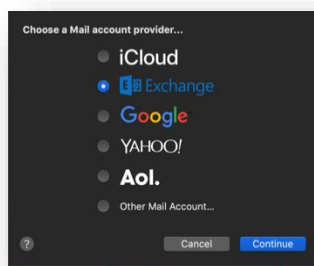 Choose a Mail account provider...
iCloud
Exchange
Google
YAHOO!
Aol.
Other Mail Account...
?
Cancel
Continue